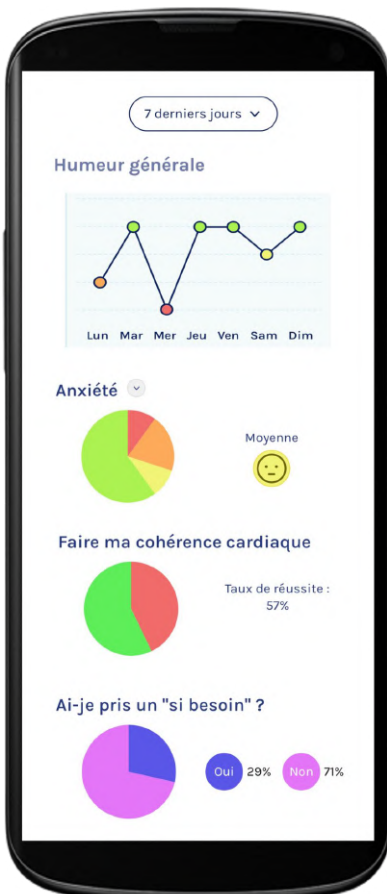 7 derniers jours
Humeur générale
Lun Mar Mer Jeu Ven Sam Dim
Anxiété
Moyenne
Faire ma cohérence cardiaque
Taux de réussite :
57%
Ai-je pris un "si besoin" ?
Oui 29% Non 71%